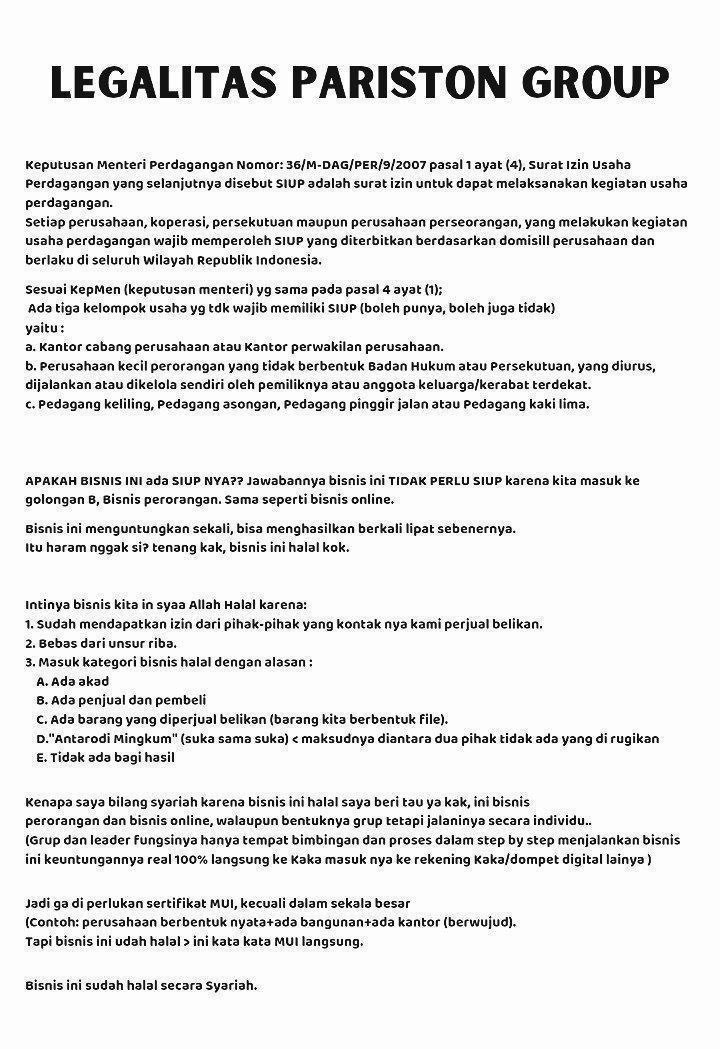 LEGALITAS PARISTON GROUP
Keputusan Menteri Perdagangan Nomor: 36/M-DAG/PER/9/2007 pasal 1 ayat (4), Surat Izin Usaha
Perdagangan yang selanjutnya disebut SIUP adalah surat izin untuk dapat melaksanakan kegiatan usaha
perdagangan.
Setiap perusahaan, koperasi, persekutuan maupun perusahaan perseorangan, yang melakukan kegiatan
usaha perdagangan wajib memperoleh SIUP yang diterbitkan berdasarkan domisill perusahaan dan
berlaku di seluruh Wilayah Republik Indonesia.
Sesuai KepMen (keputusan menteri) yg sama pada pasal 4 ayat (1);
Ada tiga kelompok usaha yg tdk wajib memiliki SIUP (boleh punya, boleh juga tidak)
yaitu :
a. Kantor cabang perusahaan atau Kantor perwakilan perusahaan.
b. Perusahaan kecil perorangan yang tidak berbentuk Badan Hukum atau Persekutuan, yang diurus,
dijalankan atau dikelola sendiri oleh pemiliknya atau anggota keluarga/kerabat terdekat.
c. Pedagang keliling, Pedagang asongan, Pedagang pinggir jalan atau Pedagang kaki lima.
APAKAH BISNIS INI ada SIUP NYA?? Jawabannya bisnis ini TIDAK PERLU SIUP karena kita masuk ke
golongan B, Bisnis perorangan. Sama seperti bisnis online.
Bisnis ini menguntungkan sekali, bisa menghasilkan berkali lipat sebenernya.
Itu haram nggak si? tenang kak, bisnis ini halal kok.
Intinya bisnis kita in syaa Allah Halal karena:
1. Sudah mendapatkan izin dari pihak-pihak yang kontak nya kami perjual belikan.
2. Bebas dari unsur riba.
3. Masuk kategori bisnis halal dengan alasan :
A. Ada akad
B. Ada penjual dan pembeli
C. Ada barang yang diperjual belikan (barang kita berbentuk file).
D."Antarodi Mingkum" (suka sama suka) < maksudnya diantara dua pihak tidak ada yang di rugikan
E. Tidak ada bagi hasil
Kenapa saya bilang syariah karena bisnis ini halal saya beri tau ya kak, ini bisnis
perorangan dan bisnis online, walaupun bentuknya grup tetapi jalaninya secara individu..
(Grup dan leader fungsinya hanya tempat bimbingan dan proses dalam step by step menjalankan bisnis
ini keuntungannya real 100% langsung ke Kaka masuk nya ke rekening Kaka/dompet digital lainya )
Jadi ga di perlukan sertifikat MUI, kecuali dalam sekala besar
(Contoh: perusahaan berbentuk nyata+ada bangunan+ada kantor (berwujud).
Tapi bisnis ini udah halal > ini kata kata MUI langsung.
Bisnis ini sudah halal secara Syariah.